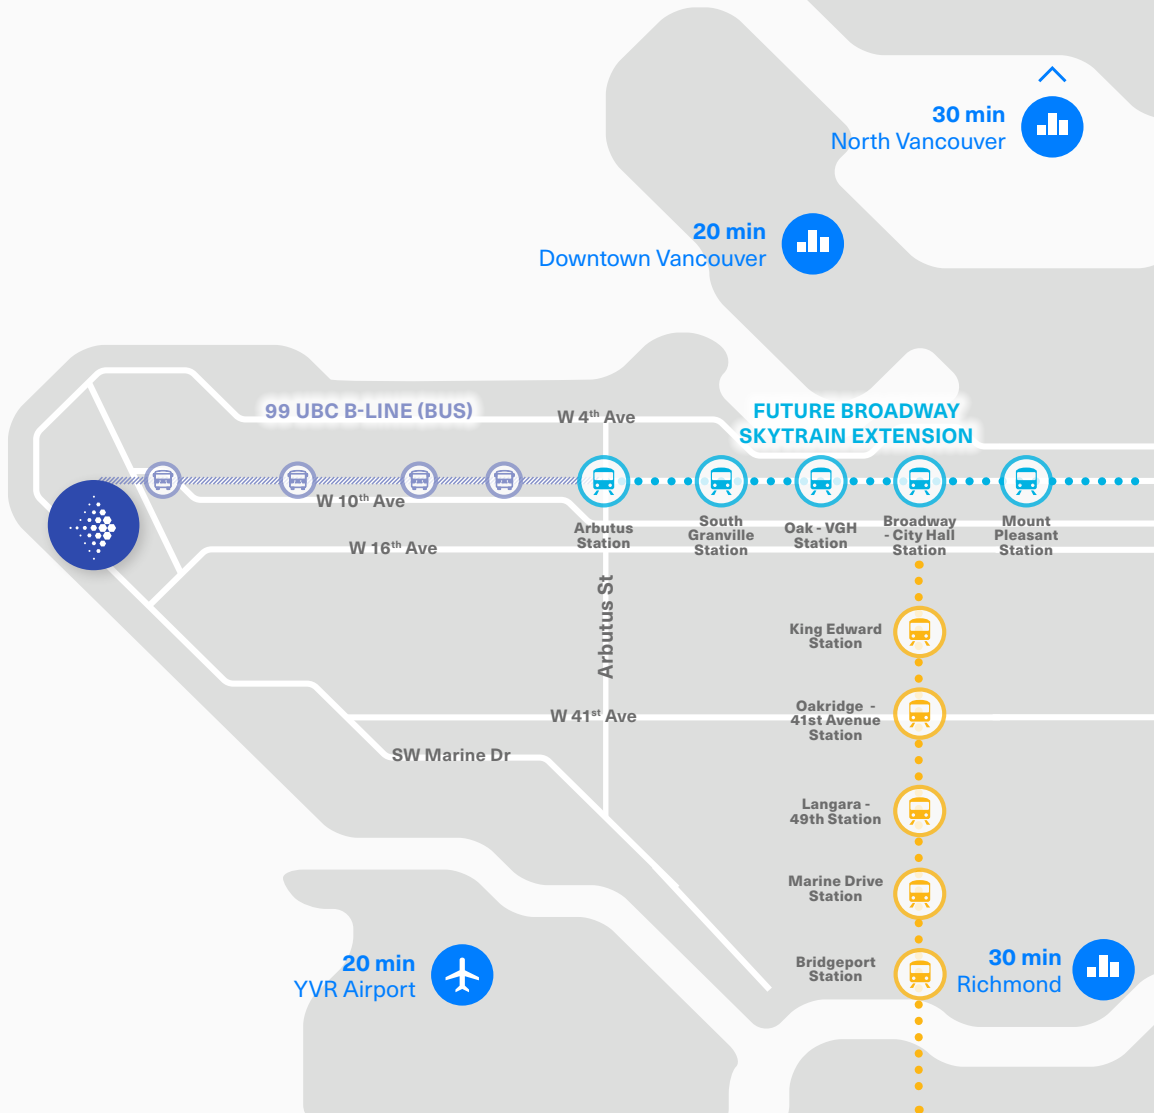 30 min
North Vancouver
20 min
Downtown Vancouver
99 UBC B-LINE (BUS)
W 4th Ave
FUTURE BROADWAY
SKYTRAIN EXTENSION
W 10th Ave
Arbutus
Station
South
Granville
Station
Oak - VGH
Station
Broadway
- City Hall
Station
Mount
Pleasant
Station
W 16th Ave
Arbutus St
King Edward
Station
W 41st Ave
Oakridge -
41st Avenue
Station
SW Marine Dr
Langara -
49th Station
Marine Drive
Station
20 min
YVR Airport
Bridgeport
Station
30 min
Richmond